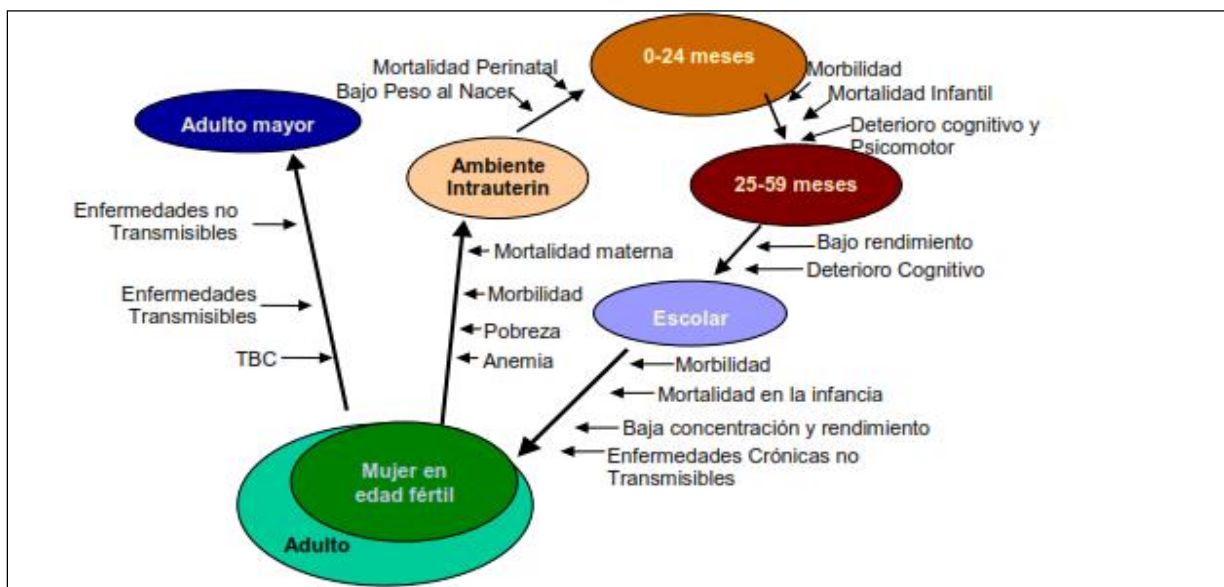 0-24 meses
Mortalidad Perinatal
Bajo Peso al Nacer
Morbilidad
Mortalidad Infantil
Deterioro cognitivo y
Psicomotor
Adulto mayor
Ambiente
Intrauterin
25-59 meses
Enfermedades no
Transmisibles
Mortalidad materna
Bajo rendimiento
Deterioro Cognitivo
Enfermedades
Transmisibles
Morbilidad
Pobreza
Anemia
Escolar
TBC
Morbilidad
Mortalidad en la infancia
Baja concentración y rendimiento
Enfermedades Crónicas no
Transmisibles
Mujer en
edad fértil
Adulto